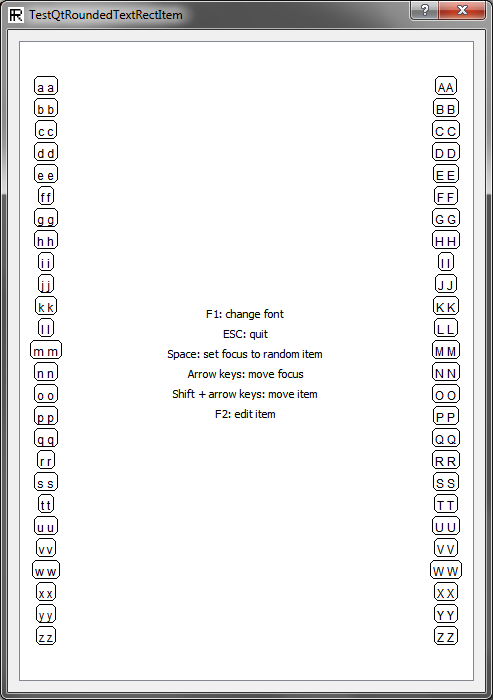 TestQtRoundedTextRectItem
a a
b b
c c
d d
e e
f f
g g
h h
i i
j j
k k
l l
m m
n n
o o
p p
q q
r r
s s
t t
u u
v v
w w
x x
y y
z z
F1: change font
ESC: quit
Space: set focus to random item
Arrow keys: move focus
Shift + arrow keys: move item
F2: edit item
A A
B B
C C
D D
E E
F F
G G
H H
I I
J J
K K
L L
M M
N N
O O
P P
Q Q
R R
S S
T T
U U
V V
W W
X X
Y Y
Z Z